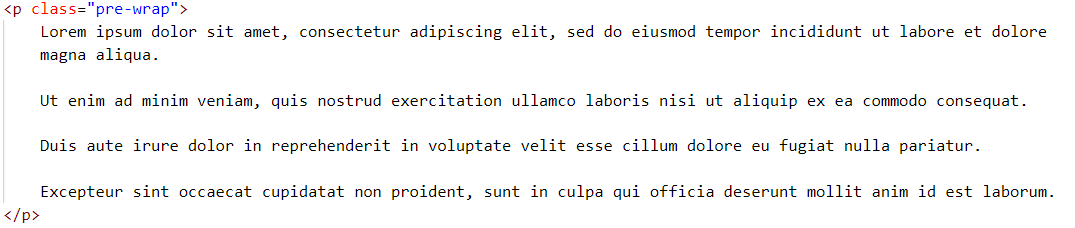 <p class="pre-wrap">
    Lorem ipsum dolor sit amet, consectetur adipiscing elit, sed do eiusmod tempor incididunt ut labore et dolore
    magna aliqua.

    Ut enim ad minim veniam, quis nostrud exercitation ullamco laboris nisi ut aliquip ex ea commodo consequat.

    Duis aute irure dolor in reprehenderit in voluptate velit esse cillum dolore eu fugiat nulla pariatur.

    Excepteur sint occaecat cupidatat non proident, sunt in culpa qui officia deserunt mollit anim id est laborum.
</p>